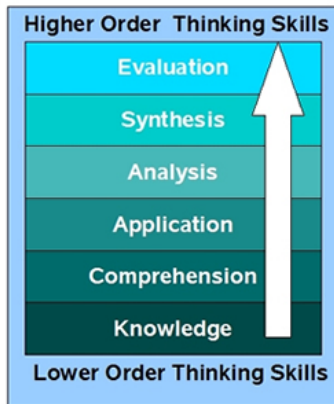 Higher Order Thinking Skills
Evaluation
Synthesis
Analysis
Application
Comprehension
Knowledge
Lower Order Thinking Skills